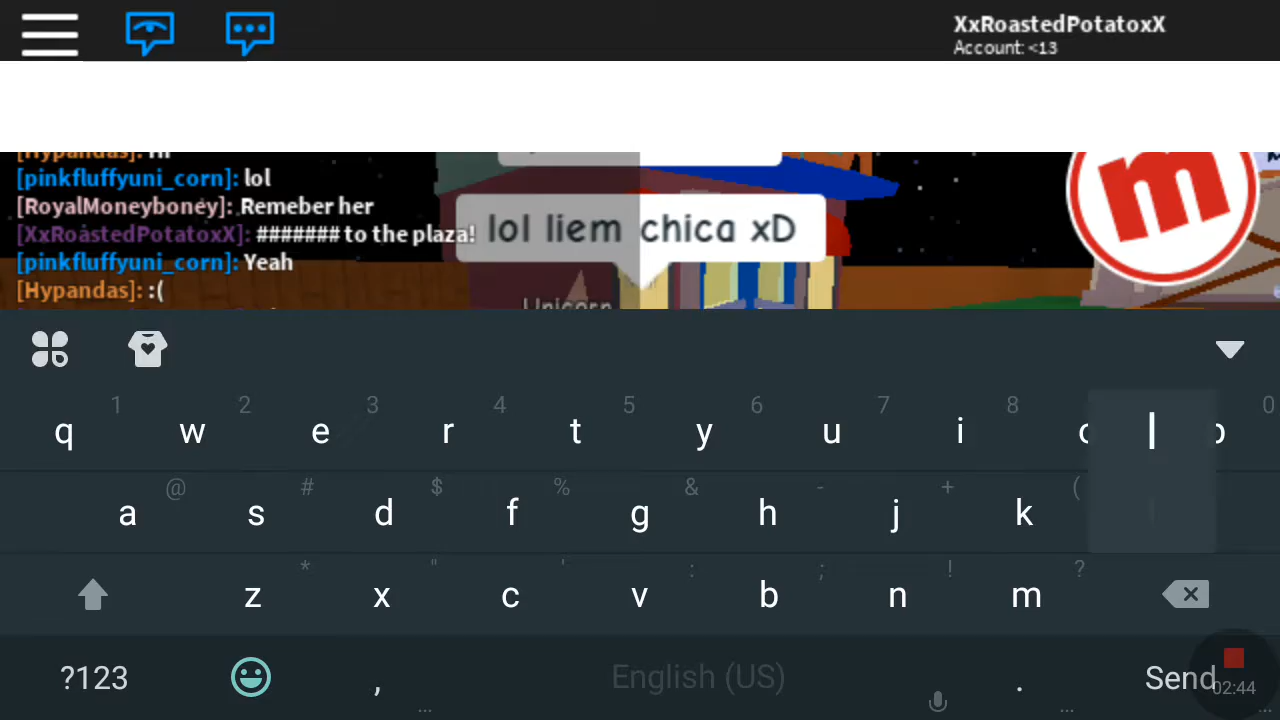 XxRoastedPotatoxX
Account: <13
[Hypandas]: Hi
[pinkfluffyuni_corn]: lol
[RoyalMoneyboney]: Remeber her
[XxRoastedPotatoxX]: ####### to the plaza!
[pinkfluffyuni_corn]: Yeah
[Hypandas]: :(
lol liem chica xD
m
Unicorn
1 2 3 4 5 6 7 8 0
q w e r t y u i o l p
@ # $ % & - + (
a s d f g h j k
* " ' : ; ! ?
z x c v b n m
?123 , English (US) . Send
02:44